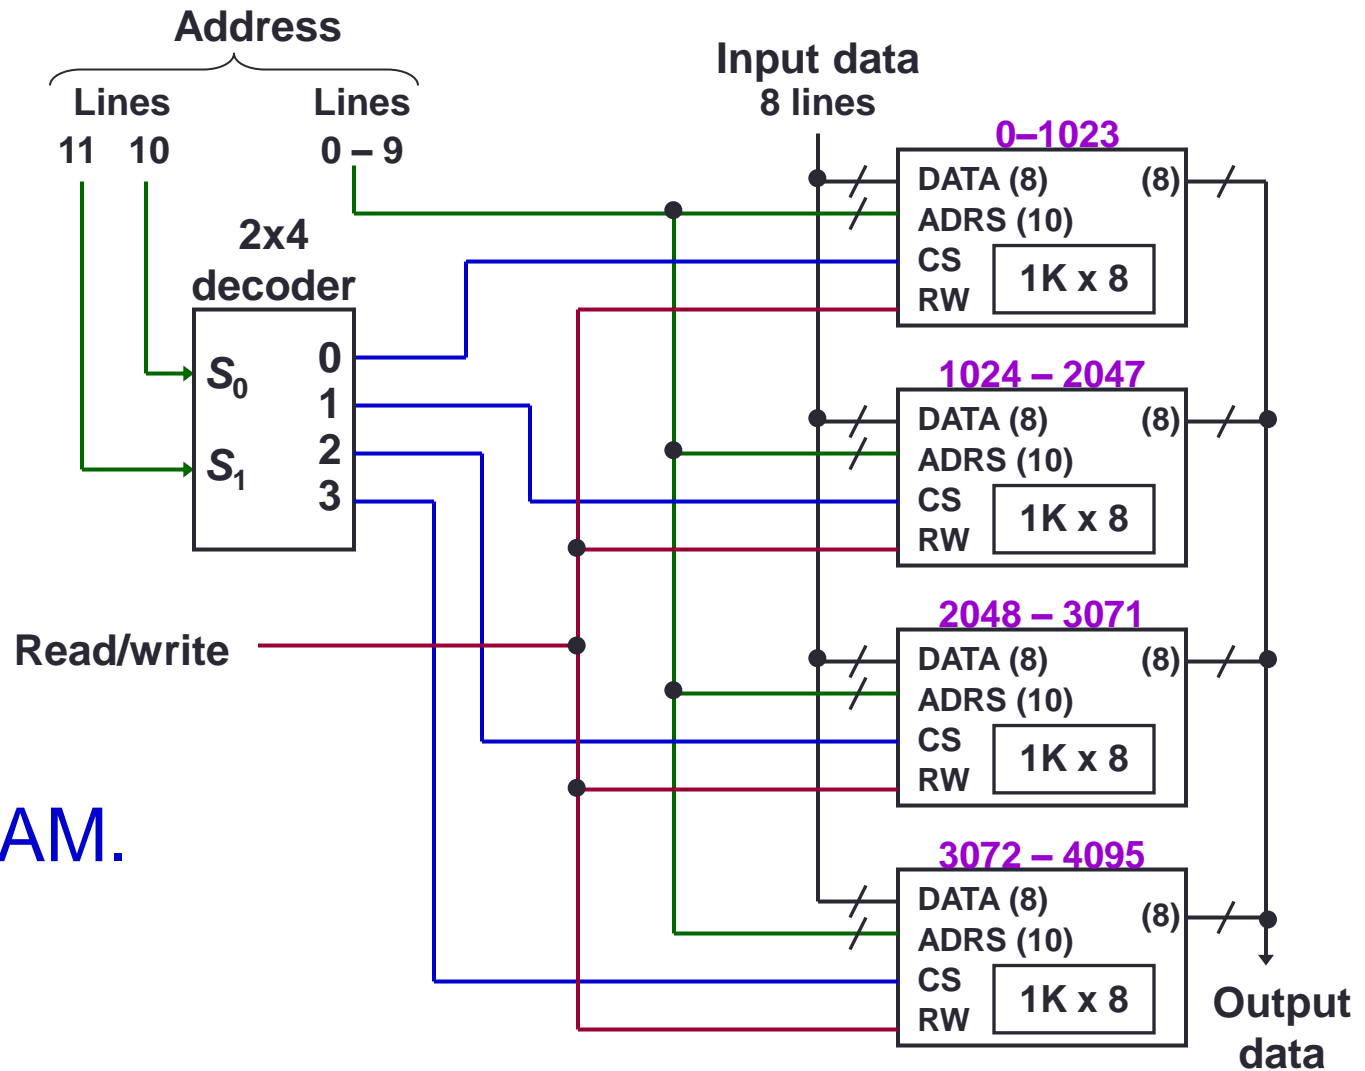 Address
Lines
11 10
Lines
0 – 9
Input data
8 lines
2x4
decoder
S0
S1
0
1
2
3
Read/write
AM.
0–1023
DATA (8) (8)
ADRS (10)
CS
RW
1K x 8
1024 – 2047
DATA (8) (8)
ADRS (10)
CS
RW
1K x 8
2048 – 3071
DATA (8) (8)
ADRS (10)
CS
RW
1K x 8
3072 – 4095
DATA (8) (8)
ADRS (10)
CS
RW
1K x 8
Output
data